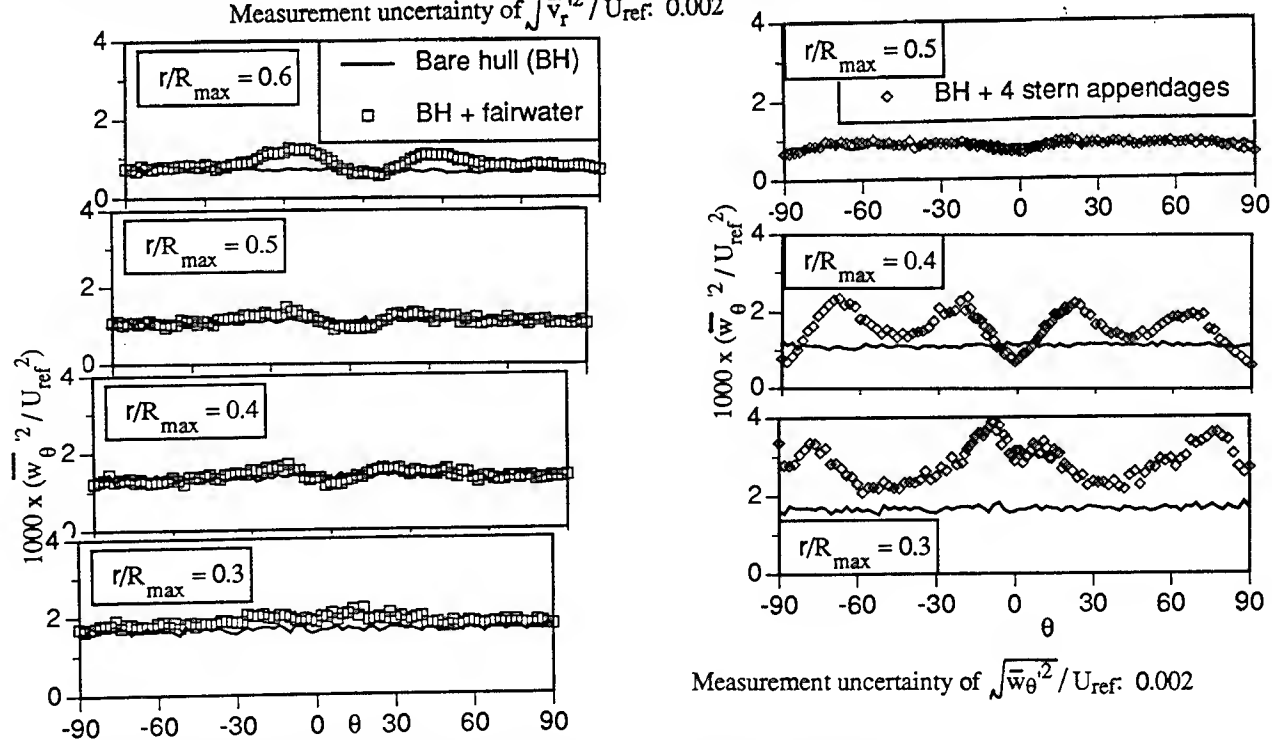 Measurement uncertainty of √v̅r'² / Uref: 0.002
4
2
0
r/Rmax = 0.6
Bare hull (BH)
BH + fairwater
4
2
0
r/Rmax = 0.5
4
2
0
r/Rmax = 0.4
4
2
0
r/Rmax = 0.3
-90 -60 -30 0 θ 30 60 90
1000 x (w̅θ'² / Uref²)
4
2
0
r/Rmax = 0.5
BH + 4 stern appendages
-90 -60 -30 0 30 60 90
4
2
0
r/Rmax = 0.4
4
2
0
r/Rmax = 0.3
-90 -60 -30 0 30 60 90
θ
1000 x (w̅θ'² / Uref²)
Measurement uncertainty of √w̅θ'² / Uref: 0.002